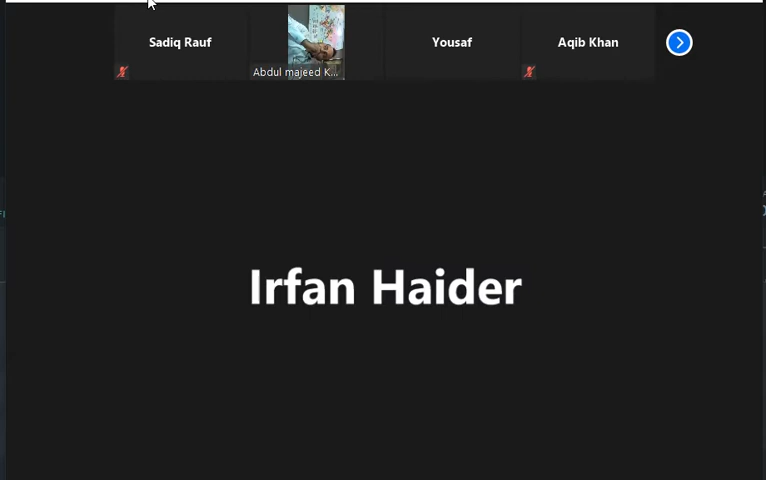 Sadiq Rauf
Abdul majeed K...
Yousaf
Aqib Khan
Irfan Haider